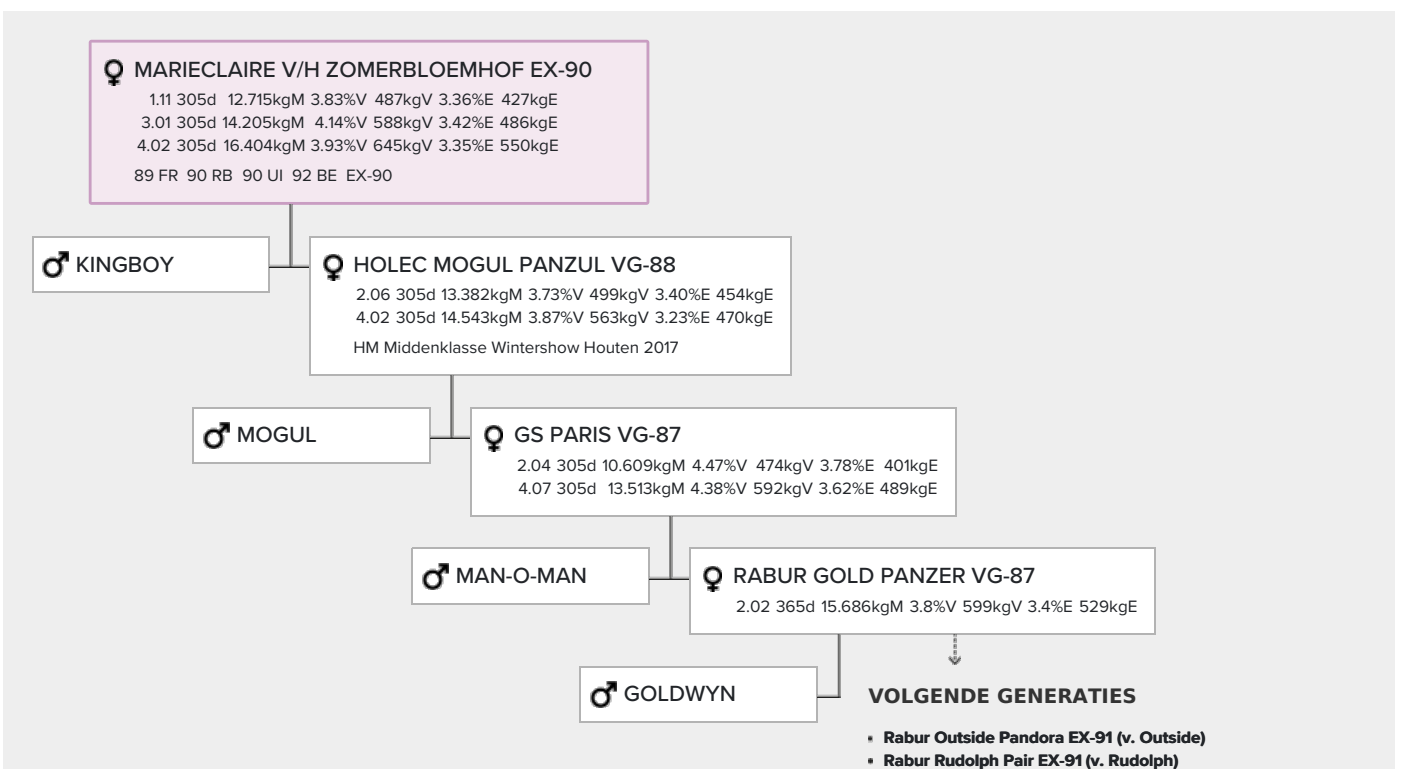 MARIECLAIRE V/H ZOMERBLOEMHOF EX-90
1.11 305d 12.715kgM 3.83%V 487kgV 3.36%E 427kgE
3.01 305d 14.205kgM 4.14%V 588kgV 3.42%E 486kgE
4.02 305d 16.404kgM 3.93%V 645kgV 3.35%E 550kgE
89 FR 90 RB 90 UI 92 BE EX-90
KINGBOY
HOLEC MOGUL PANZUL VG-88
2.06 305d 13.382kgM 3.73%V 499kgV 3.40%E 454kgE
4.02 305d 14.543kgM 3.87%V 563kgV 3.23%E 470kgE
HM Middenklasse Wintershow Houten 2017
MOGUL
GS PARIS VG-87
2.04 305d 10.609kgM 4.47%V 474kgV 3.78%E 401kgE
4.07 305d 13.513kgM 4.38%V 592kgV 3.62%E 489kgE
MAN-O-MAN
RABUR GOLD PANZER VG-87
2.02 365d 15.686kgM 3.8%V 599kgV 3.4%E 529kgE
GOLDWYN
VOLGENDE GENERATIES
• Rabur Outside Pandora EX-91 (v. Outside)
• Rabur Rudolph Pair EX-91 (v. Rudolph)